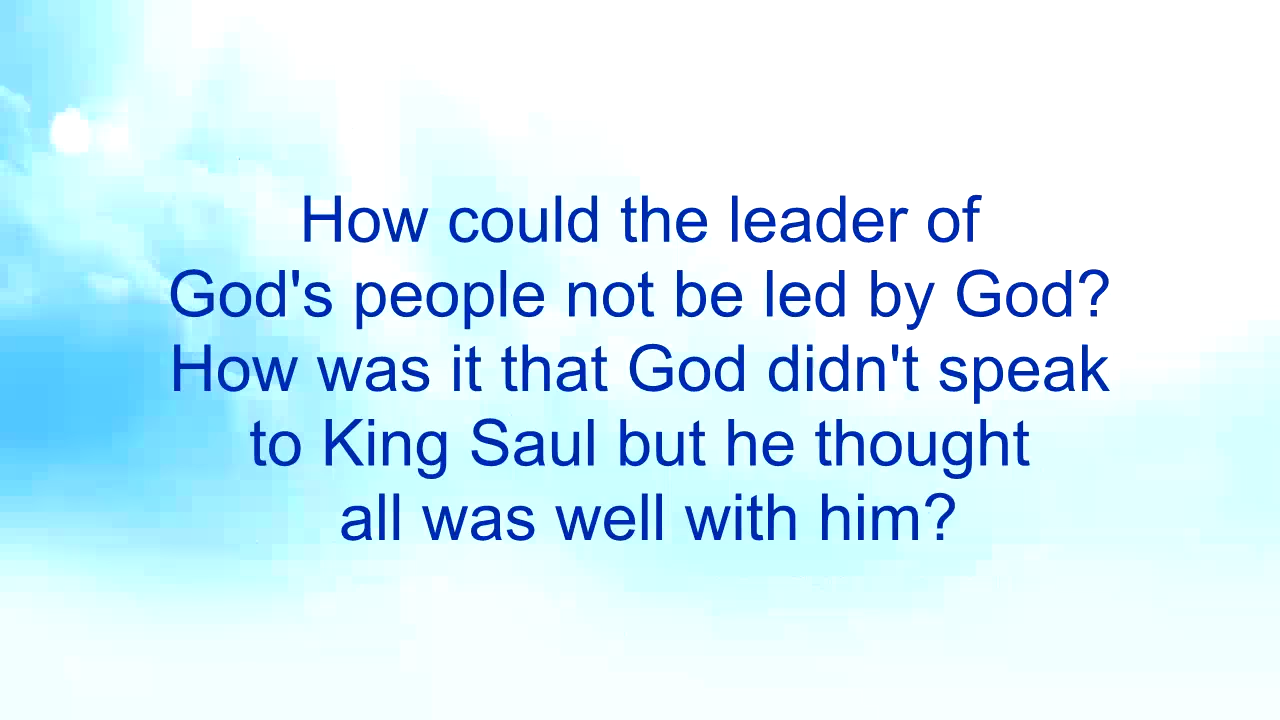 How could the leader of
God's people not be led by God?
How was it that God didn't speak
to King Saul but he thought
all was well with him?